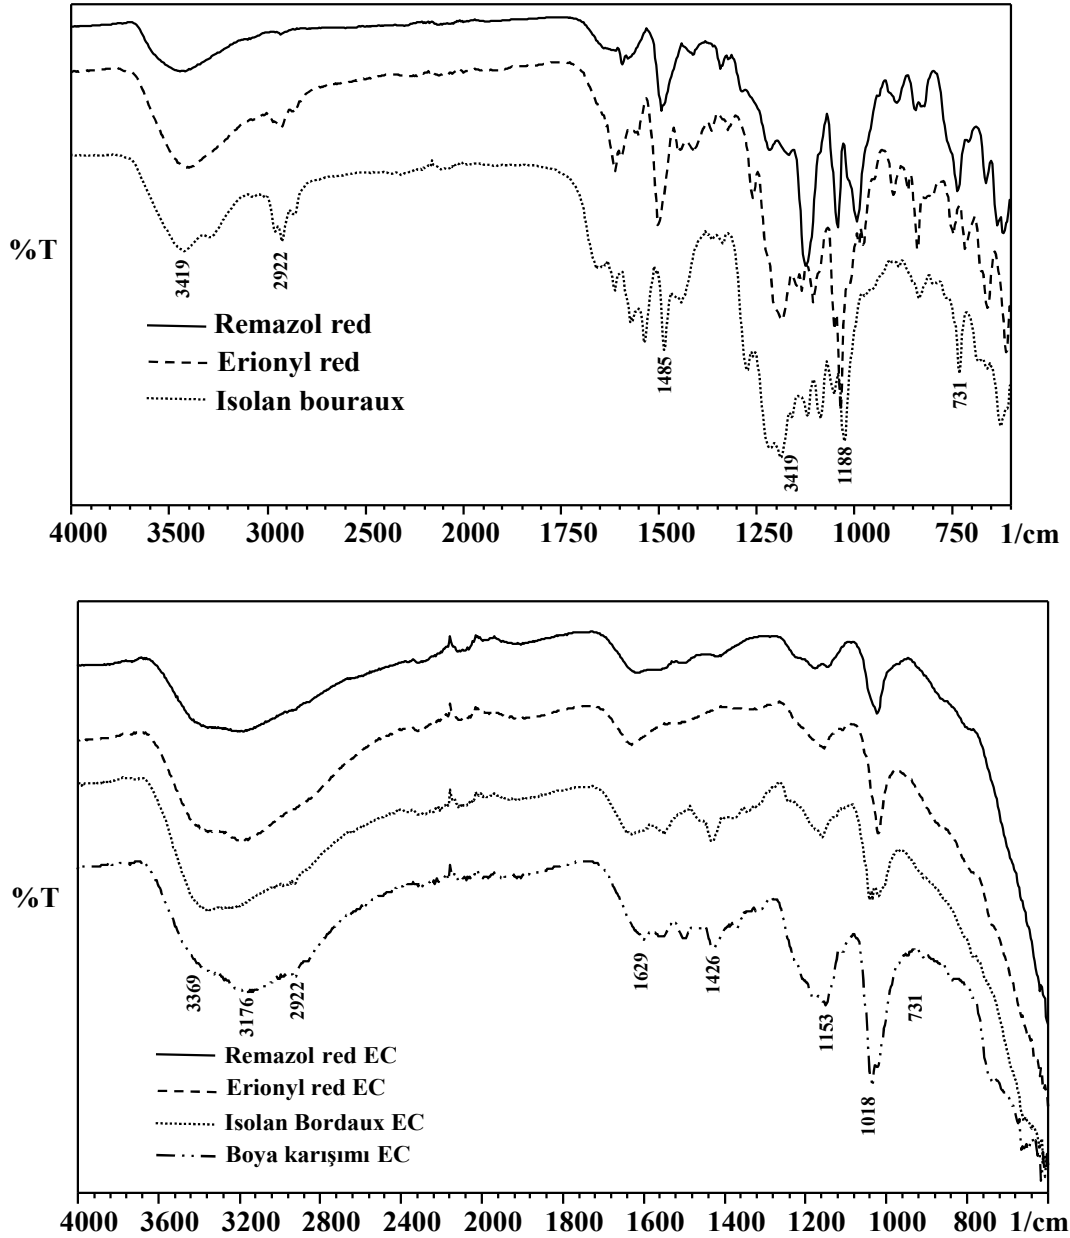 %T
3419
2922
1485
3419
1188
731
Remazol red
Erionyl red
Isolan bouraux
4000 3500 3000 2500 2000 1750 1500 1250 1000 750 1/cm
%T
3369
3176
2922
1629
1426
1153
1018
731
Remazol red EC
Erionyl red EC
Isolan Bordaux EC
Boya karışımı EC
4000 3600 3200 2800 2400 2000 1600 1400 1200 1000 800 1/cm